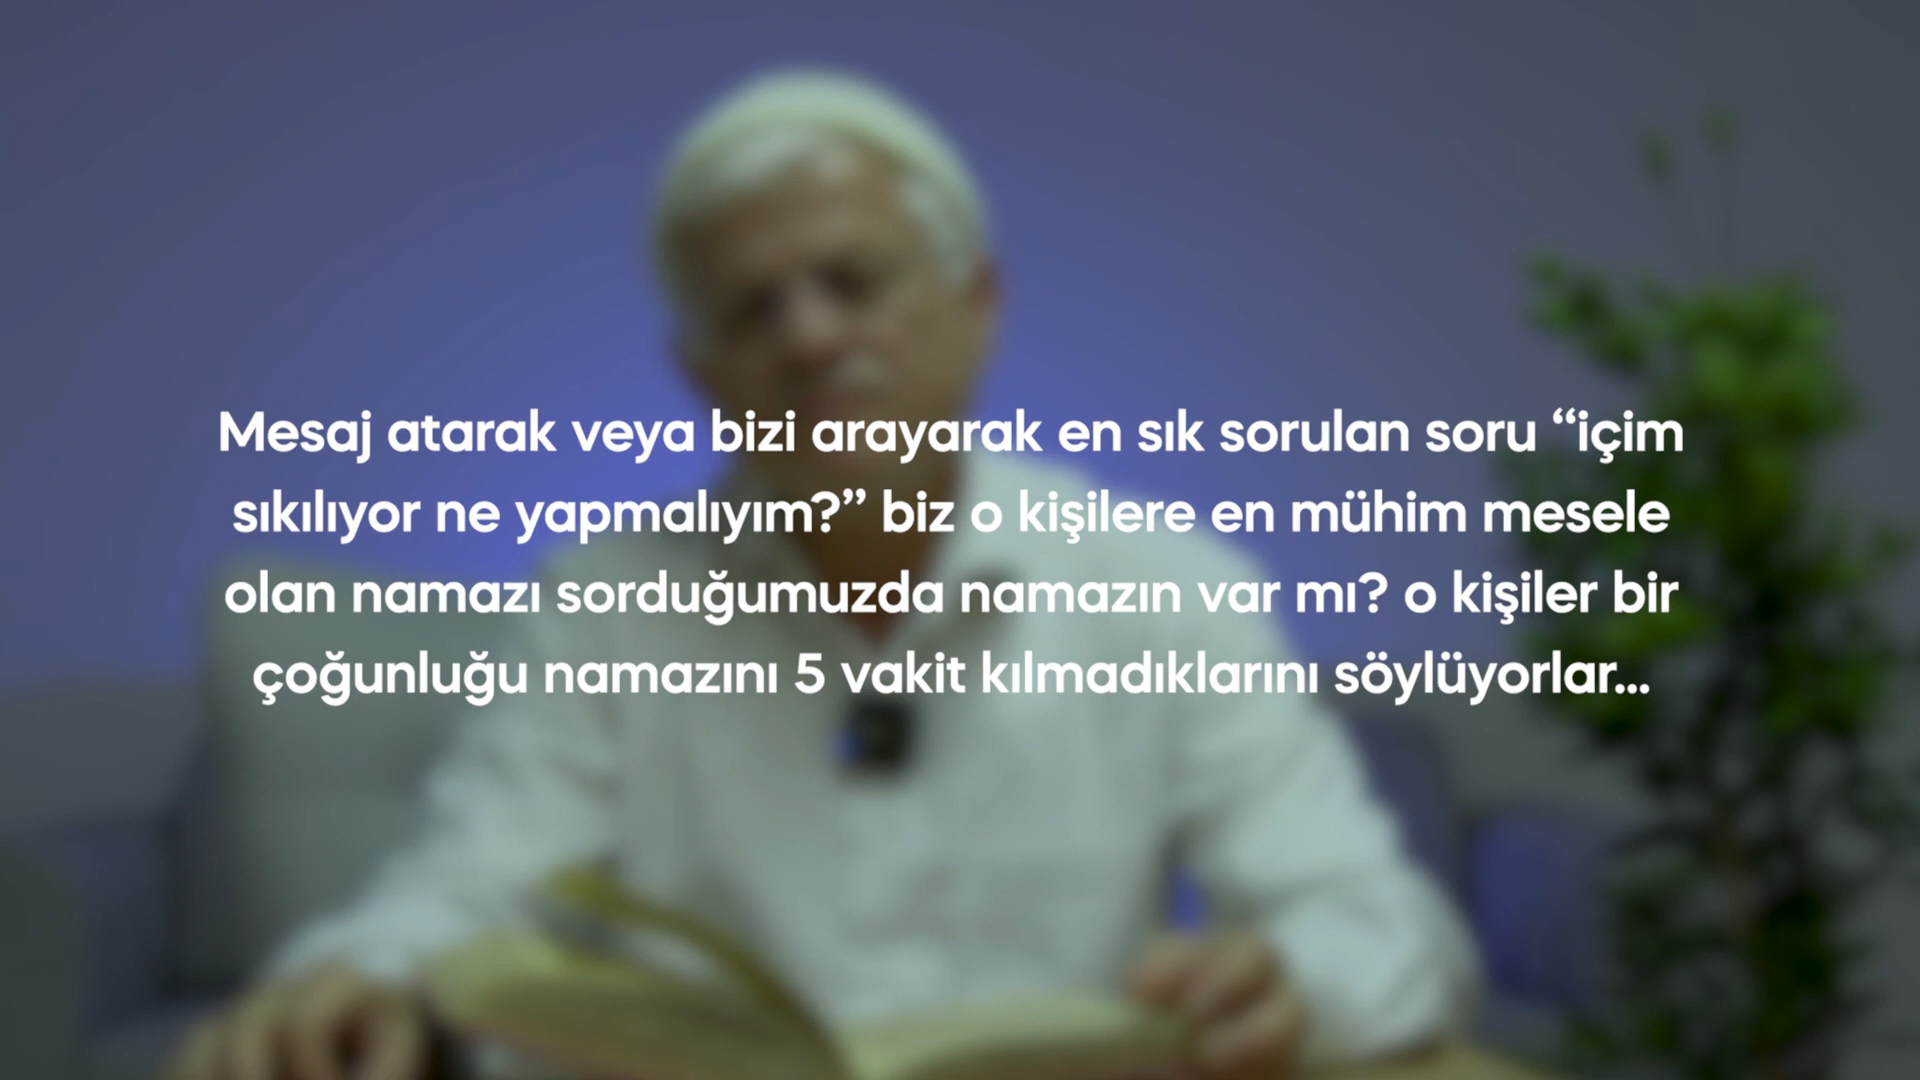 Mesaj atarak veya bizi arayarak en sık sorulan soru “içim
sıkılıyor ne yapmalıyım?” biz o kişilere en mühim mesele
olan namazı sorduğumuzda namazın var mı? o kişiler bir
çoğunluğu namazını 5 vakit kılmadıklarını söylüyorlar...